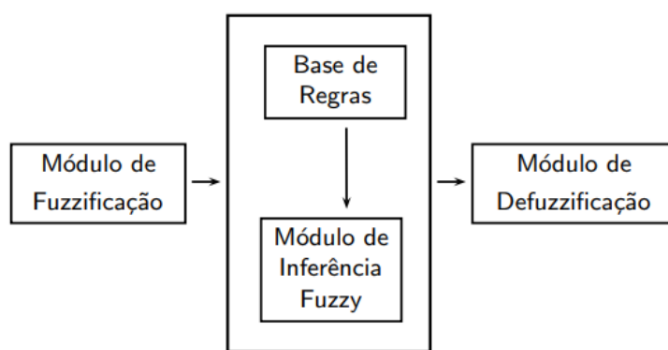 Base de
Regras
Módulo de
Fuzzificação
Módulo de
Defuzzificação
Módulo de
Inferência
Fuzzy